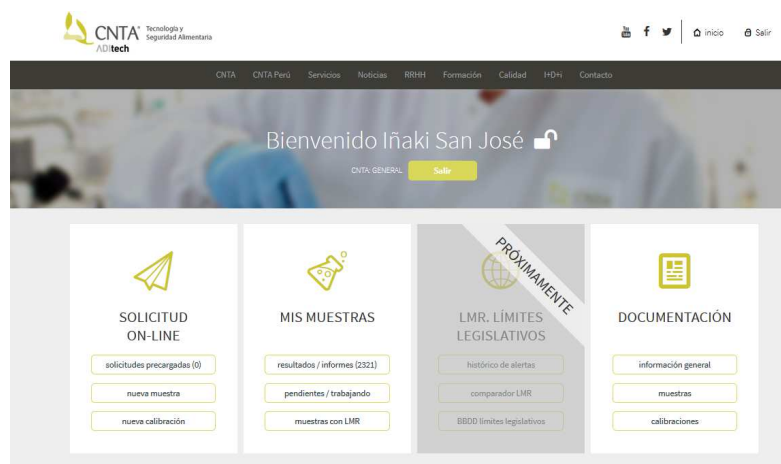 CNTA Tecnología y
Seguridad Alimentaria
ADItech
You Tube
inicio Salir
CNTA CNTA Perú Servicios Noticias RRHH Formación Calidad I+D+i Contacto
Bienvenido Iñaki San José
CNTA: GENERAL Salir
SOLICITUD
ON-LINE
solicitudes precargadas (0)
nueva muestra
nueva calibración
MIS MUESTRAS
resultados / informes (2321)
pendientes / trabajando
muestras con LMR
PRÓXIMAMENTE
LMR. LÍMITES
LEGISLATIVOS
histórico de alertas
comparador LMR
BBDD límites legislativos
DOCUMENTACIÓN
información general
muestras
calibraciones